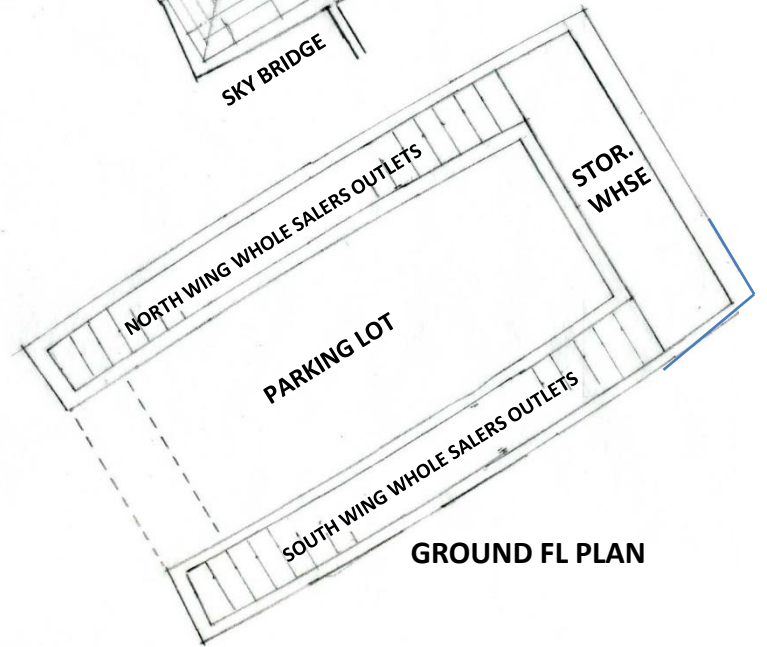 SKY BRIDGE
STOR.
WHSE
NORTH WING WHOLE SALERS OUTLETS
PARKING LOT
SOUTH WING WHOLE SALERS OUTLETS
GROUND FL PLAN